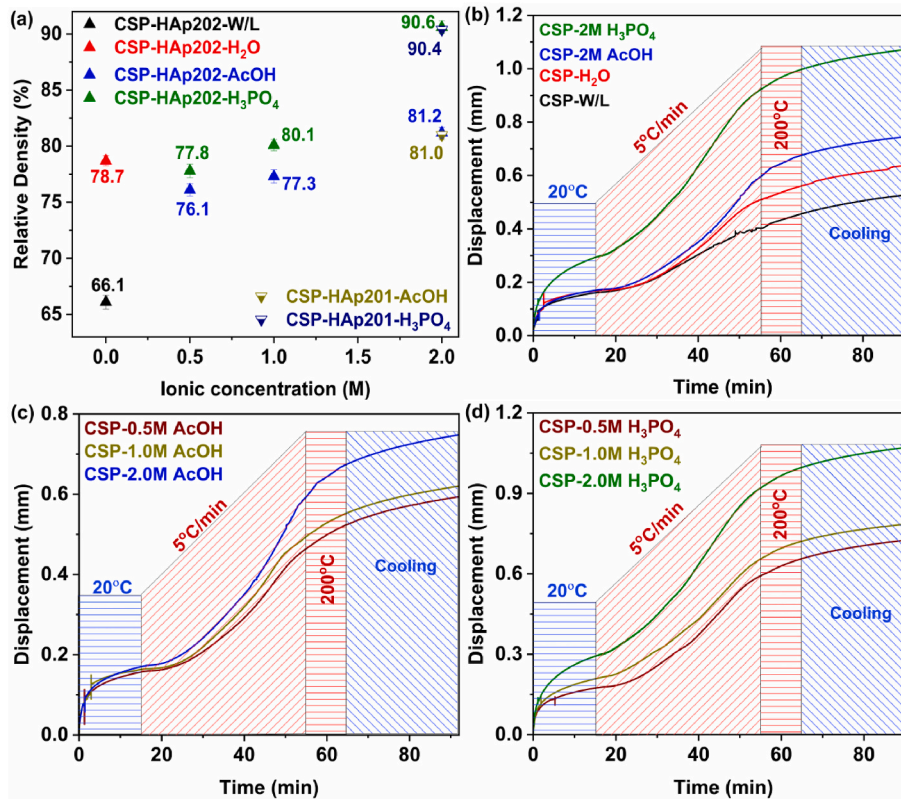 (a)
CSP-HAp202-W/L
CSP-HAp202-H₂O
CSP-HAp202-AcOH
CSP-HAp202-H₃PO₄
90.6
90.4
81.2
81.0
80.1
77.8
78.7
77.3
76.1
66.1
CSP-HAp201-AcOH
CSP-HAp201-H₃PO₄
Relative Density (%)
90
85
80
75
70
65
0.0 0.5 1.0 1.5 2.0
Ionic concentration (M)
(b)
CSP-2M H₃PO₄
CSP-2M AcOH
CSP-H₂O
CSP-W/L
20°C
5°C/min
200°C
Cooling
Displacement (mm)
1.2
1.0
0.8
0.6
0.4
0.2
0.0
0 20 40 60 80
Time (min)
(c)
CSP-0.5M AcOH
CSP-1.0M AcOH
CSP-2.0M AcOH
20°C
5°C/min
200°C
Cooling
Displacement (mm)
0.8
0.6
0.4
0.2
0.0
0 20 40 60 80
Time (min)
(d)
CSP-0.5M H₃PO₄
CSP-1.0M H₃PO₄
CSP-2.0M H₃PO₄
20°C
5°C/min
200°C
Cooling
Displacement (mm)
1.2
0.9
0.6
0.3
0.0
0 20 40 60 80
Time (min)